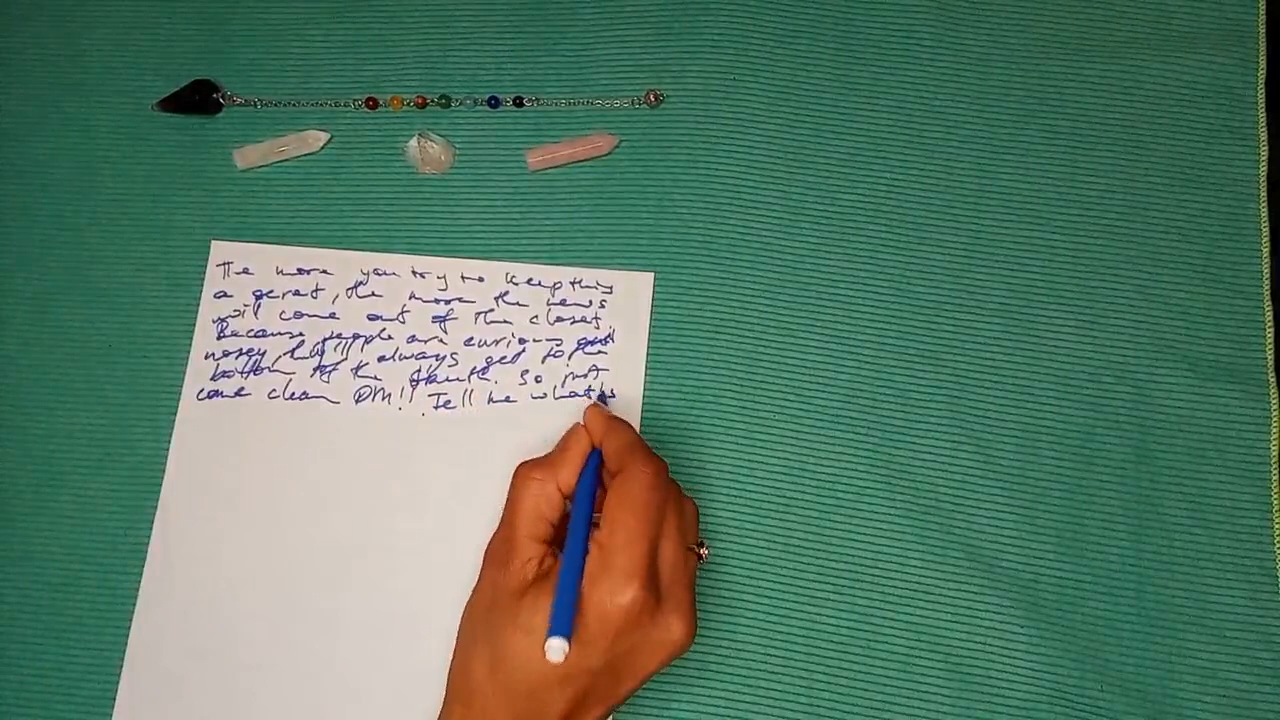 The more you try to keep this
a secret, the more the news
will come out of the closet.
Because people are curious and
nosey always get to the
bottom of the truth. So just
come clean DM!! Tell me what is